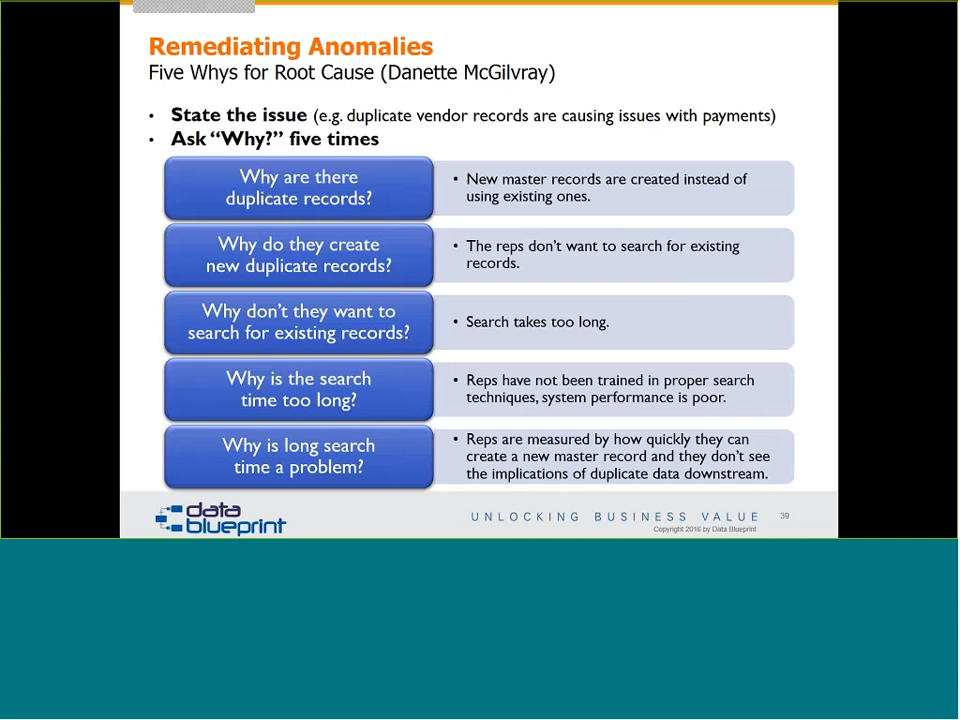 Remediating Anomalies
Five Whys for Root Cause (Danette McGilvray)
• State the issue (e.g. duplicate vendor records are causing issues with payments)
• Ask “Why?” five times
Why are there
duplicate records?
• New master records are created instead of
using existing ones.
Why do they create
new duplicate records?
• The reps don’t want to search for existing
records.
Why don’t they want to
search for existing records?
• Search takes too long.
Why is the search
time too long?
• Reps have not been trained in proper search
techniques, system performance is poor.
Why is long search
time a problem?
• Reps are measured by how quickly they can
create a new master record and they don’t see
the implications of duplicate data downstream.
data
blueprint
UNLOCKING BUSINESS VALUE
39
Copyright 2016 by Data Blueprint